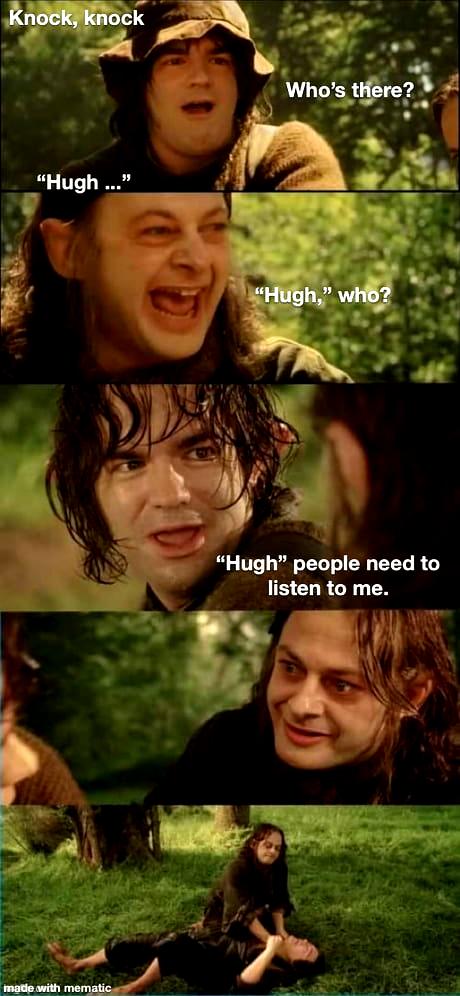 Knock, knock
Who's there?
“Hugh ...”
“Hugh,” who?
“Hugh” people need to
listen to me.
made with mematic